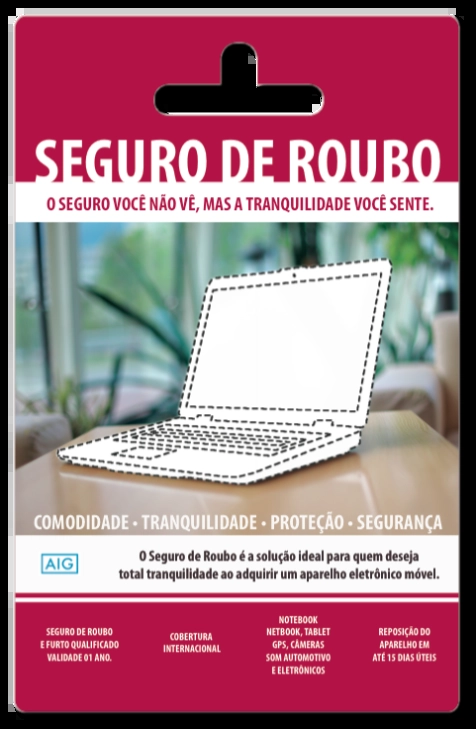 SEGURO DE ROUBO
O SEGURO VOCÊ NÃO VÊ, MAS A TRANQUILIDADE VOCÊ SENTE.
COMODIDADE • TRANQUILIDADE • PROTEÇÃO • SEGURANÇA
AIG
O Seguro de Roubo é a solução ideal para quem deseja
total tranquilidade ao adquirir um aparelho eletrônico móvel.
SEGURO DE ROUBO
E FURTO QUALIFICADO
VALIDADE 01 ANO.
COBERTURA
INTERNACIONAL
NOTEBOOK
NETBOOK, TABLET
GPS, CÂMERAS
SOM AUTOMOTIVO
E ELETRÔNICOS
REPOSIÇÃO DO
APARELHO EM
ATÉ 15 DIAS ÚTEIS